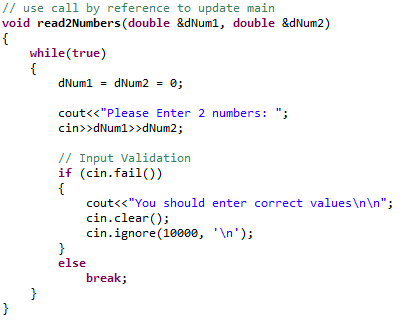 // use call by reference to update main
void read2Numbers(double &dNum1, double &dNum2)
{
    while(true)
    {
        dNum1 = dNum2 = 0;

        cout<<"Please Enter 2 numbers: ";
        cin>>dNum1>>dNum2;

        // Input Validation
        if (cin.fail())
        {
            cout<<"You should enter correct values\n\n";
            cin.clear();
            cin.ignore(10000, '\n');
        }
        else
            break;
    }
}